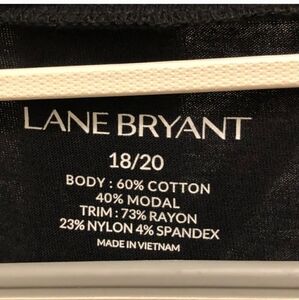 LANE BRYANT
18/20
BODY : 60% COTTON
40% MODAL
TRIM : 73% RAYON
23% NYLON 4% SPANDEX
MADE IN VIETNAM